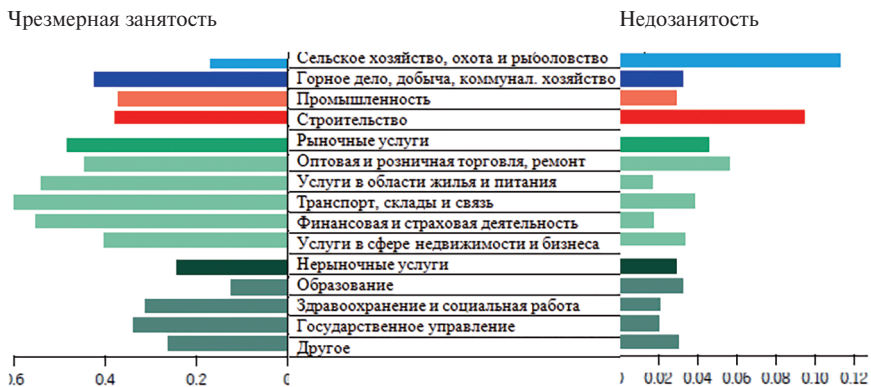 Чрезмерная занятость
Недозанятость
Сельское хозяйство, охота и рыболовство
Горное дело, добыча, коммунал. хозяйство
Промышленность
Строительство
Рыночные услуги
Оптовая и розничная торговля, ремонт
Услуги в области жилья и питания
Транспорт, склады и связь
Финансовая и страховая деятельность
Услуги в сфере недвижимости и бизнеса
Нерыночные услуги
Образование
Здравоохранение и социальная работа
Государственное управление
Другое
0.6 0.4 0.2 0
0.02 0.04 0.06 0.08 0.10 0.12